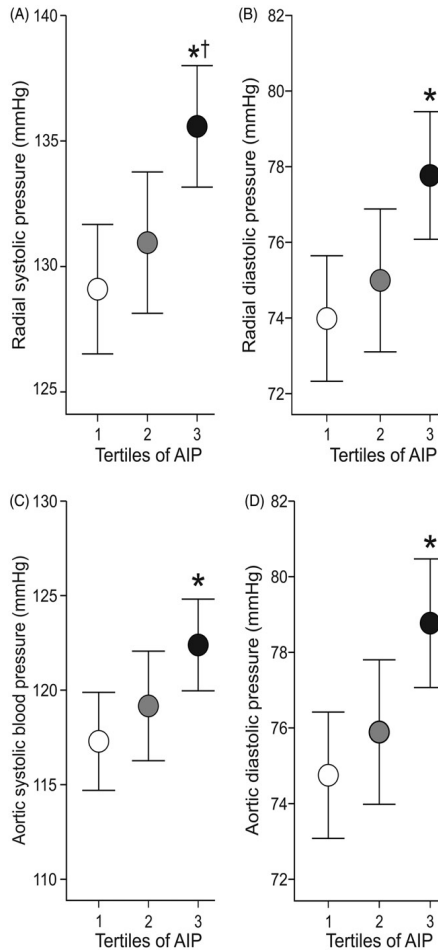 (A)
Radial systolic pressure (mmHg)
140
135
130
125
*†
1 2 3
Tertiles of AIP
(B)
Radial diastolic pressure (mmHg)
82
80
78
76
74
72
*
1 2 3
Tertiles of AIP
(C)
Aortic systolic blood pressure (mmHg)
130
125
120
115
110
*
1 2 3
Tertiles of AIP
(D)
Aortic diastolic pressure (mmHg)
82
80
78
76
74
72
*
1 2 3
Tertiles of AIP